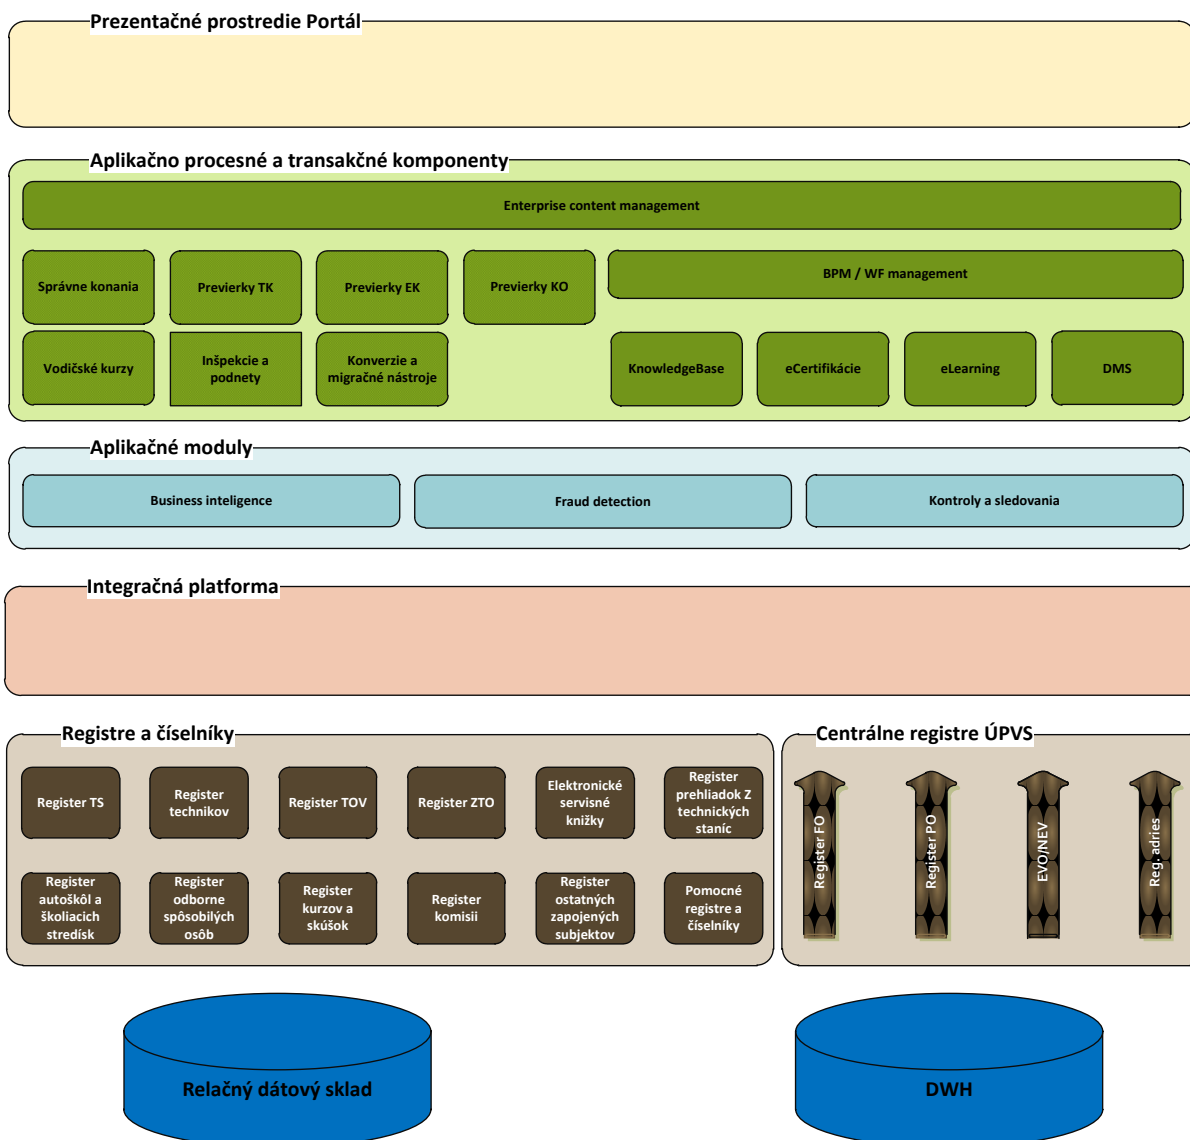 Prezentačné prostredie Portál
Aplikačno procesné a transakčné komponenty
Enterprise content management
Správne konania
Previerky TK
Previerky EK
Previerky KO
BPM / WF management
Vodičské kurzy
Inšpekcie a
podnety
Konverzie a
migračné nástroje
KnowledgeBase
eCertifikácie
eLearning
DMS
Aplikačné moduly
Business inteligence
Fraud detection
Kontroly a sledovania
Integračná platforma
Registre a číselníky
Register TS
Register
technikov
Register TOV
Register ZTO
Elektronické
servisné
knižky
Register
prehliadok Z
technických
staníc
Register
autoškôl a
školiacich
stredísk
Register
odborne
spôsobilých
osôb
Register
kurzov a
skúšok
Register
komisii
Register
ostatných
zapojených
subjektov
Pomocné
registre a
číselníky
Centrálne registre ÚPVS
Register FO
Register PO
EVO/NEV
Reg. adries
Relačný dátový sklad
DWH